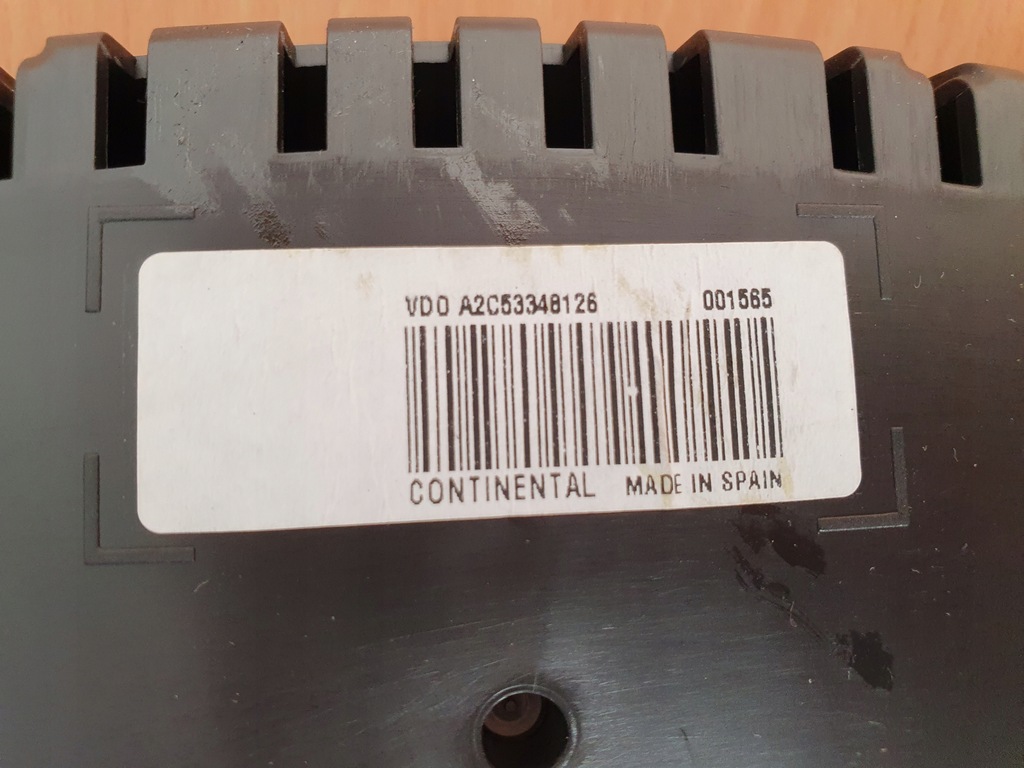 VDO A2C53348126 001565
CONTINENTAL MADE IN SPAIN